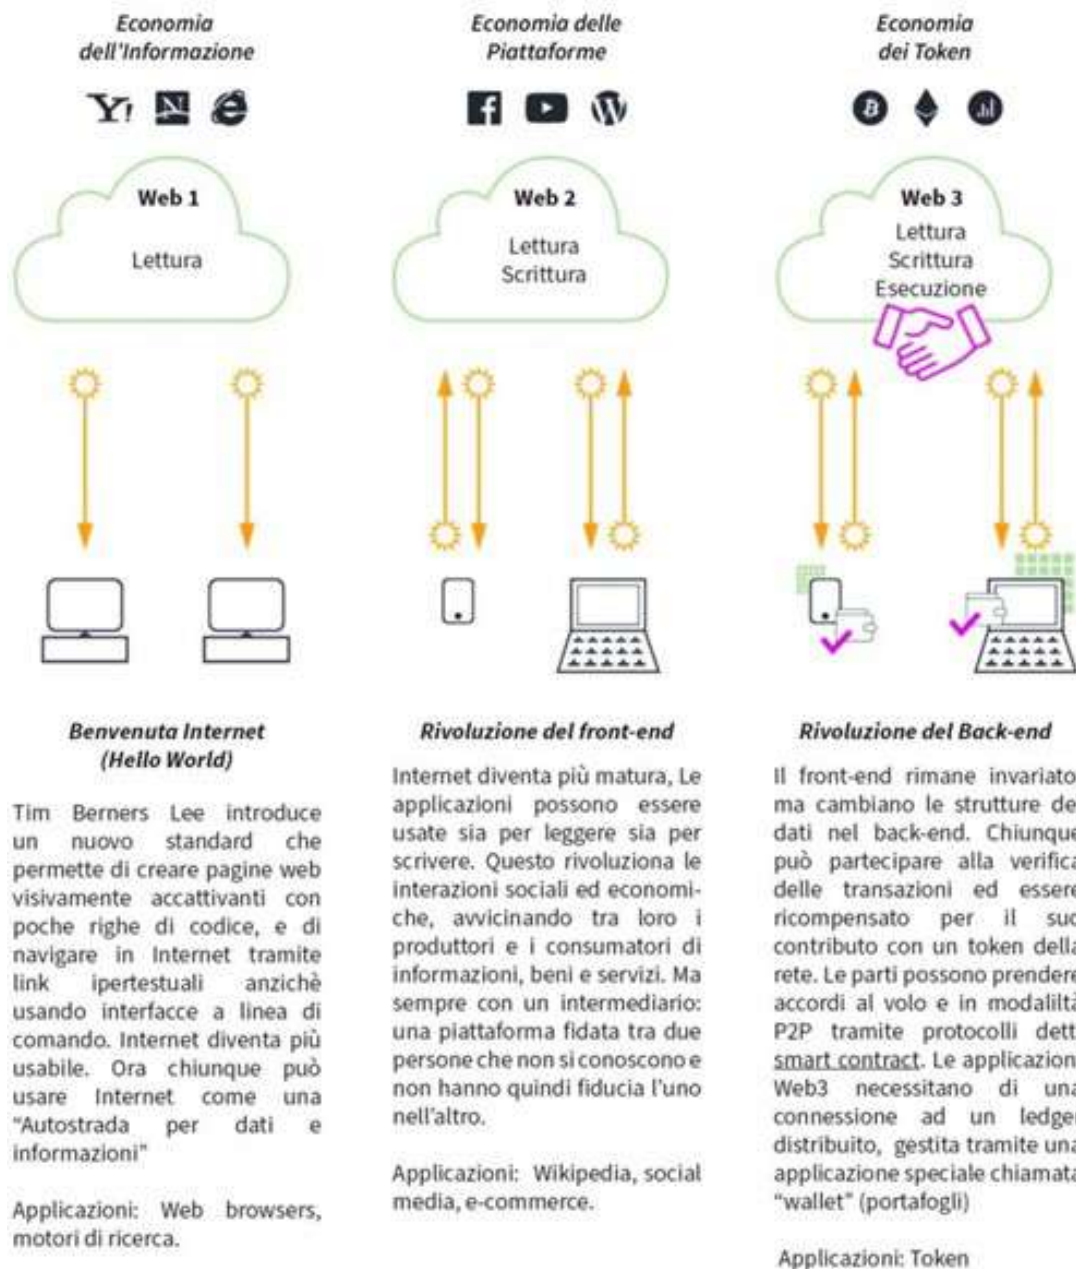 Economia
dell'Informazione
Y!
N
e
Web 1
Lettura
Benvenuta Internet
(Hello World)
Tim Berners Lee introduce
un nuovo standard che
permette di creare pagine web
visivamente accattivanti con
poche righe di codice, e di
navigare in Internet tramite
link ipertestuali anzichè
usando interfacce a linea di
comando. Internet diventa più
usabile. Ora chiunque può
usare Internet come una
“Autostrada per dati e
informazioni”
Applicazioni: Web browsers,
motori di ricerca.
Economia delle
Piattaforme
f
W
Web 2
Lettura
Scrittura
Rivoluzione del front-end
Internet diventa più matura, Le
applicazioni possono essere
usate sia per leggere sia per
scrivere. Questo rivoluziona le
interazioni sociali ed economi-
che, avvicinando tra loro i
produttori e i consumatori di
informazioni, beni e servizi. Ma
sempre con un intermediario:
una piattaforma fidata tra due
persone che non si conoscono e
non hanno quindi fiducia l'uno
nell'altro.
Applicazioni: Wikipedia, social
media, e-commerce.
Economia
dei Token
Web 3
Lettura
Scrittura
Esecuzione
Rivoluzione del Back-end
Il front-end rimane invariato
ma cambiano le strutture de
dati nel back-end. Chiunque
può partecipare alla verifica
delle transazioni ed essere
ricompensato per il suo
contributo con un token della
rete. Le parti possono prendere
accordi al volo e in modaliltà
P2P tramite protocolli dett
smart contract. Le applicazion
Web3 necessitano di una
connessione ad un ledger
distribuito, gestita tramite una
applicazione speciale chiamata
“wallet” (portafogli)
Applicazioni: Token